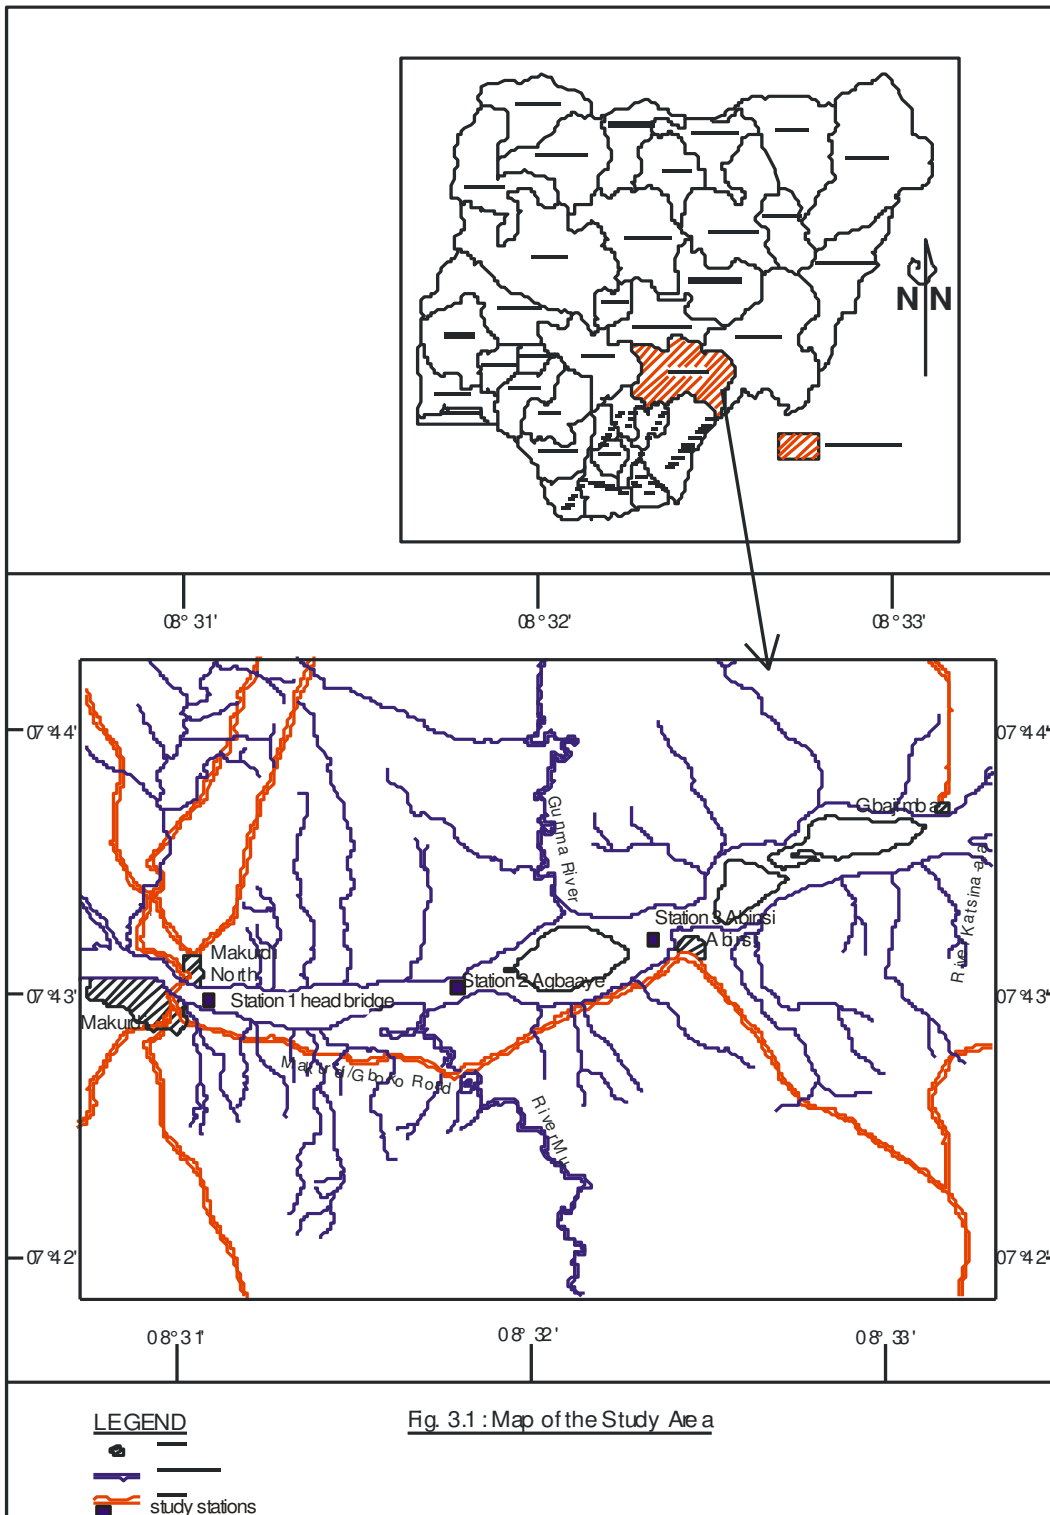 N N
08° 31' 08° 32' 08° 33'
07°44' 07°44'
Gbajimba
Gunma River
River Katsina-ala
Station 3 Abinsi
Abinsi
Makurdi
North
Station 2 Agbaaye
07°43' 07°43'
Station 1 head bridge
Makurdi
Makurdi/Gboko Road
River Mu
07°42' 07°42'
08° 31' 08° 32' 08° 33'
LEGEND
Fig. 3.1 : Map of the Study Area
study stations